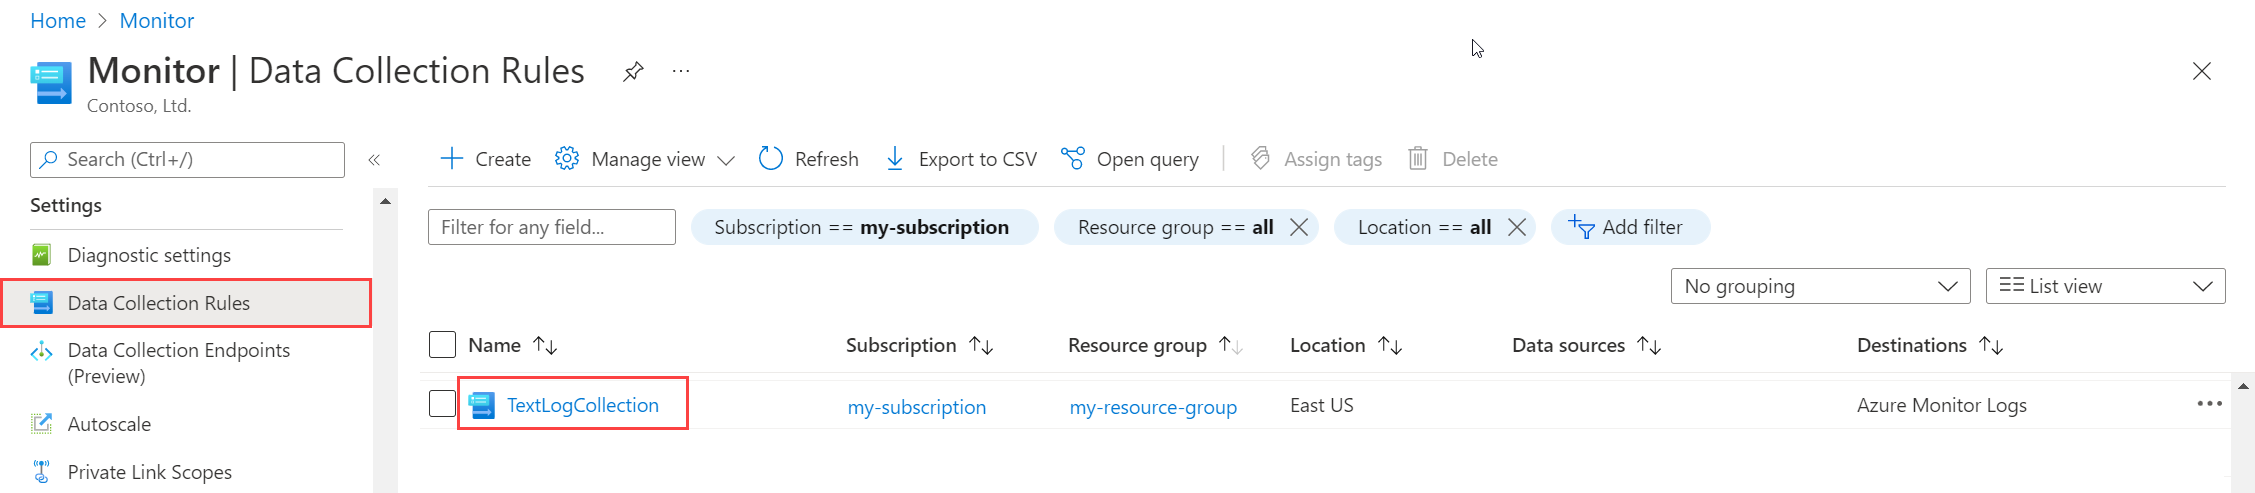 Home > Monitor
Monitor | Data Collection Rules ...
Contoso, Ltd.
Search (Ctrl+/) «
Create Manage view Refresh Export to CSV Open query | Assign tags Delete
Settings
Filter for any field... Subscription == my-subscription Resource group == all Location == all Add filter
Diagnostic settings
No grouping List view
Data Collection Rules
Name Subscription Resource group Location Data sources Destinations
Data Collection Endpoints
(Preview)
TextLogCollection my-subscription my-resource-group East US Azure Monitor Logs ...
Autoscale
Private Link Scopes